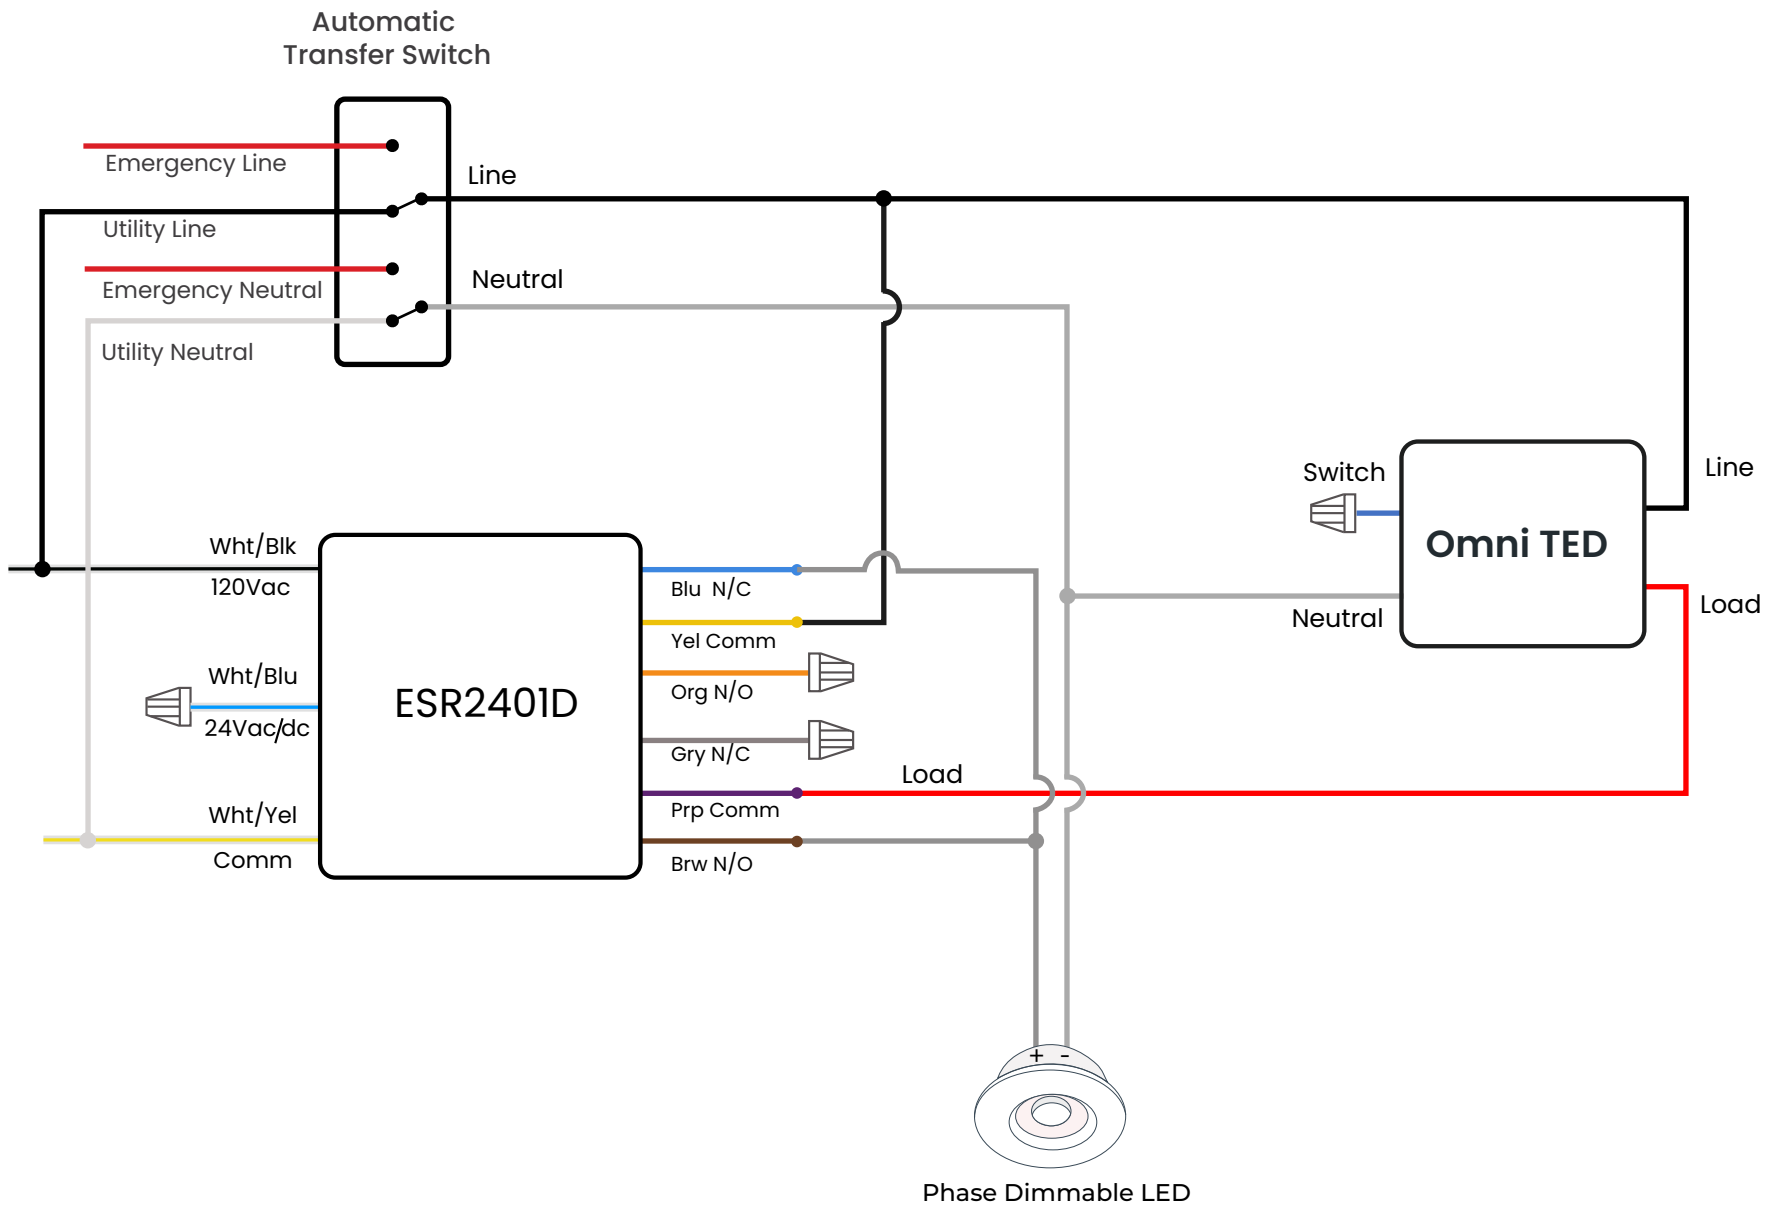 Automatic
Transfer Switch
Emergency Line
Line
Utility Line
Emergency Neutral
Neutral
Utility Neutral
Switch
Line
Omni TED
Neutral
Load
Wht/Blk
120Vac
Wht/Blu
24Vac/dc
Wht/Yel
Comm
ESR2401D
Blu N/C
Yel Comm
Org N/O
Gry N/C
Load
Prp Comm
Brw N/O
+ -
Phase Dimmable LED